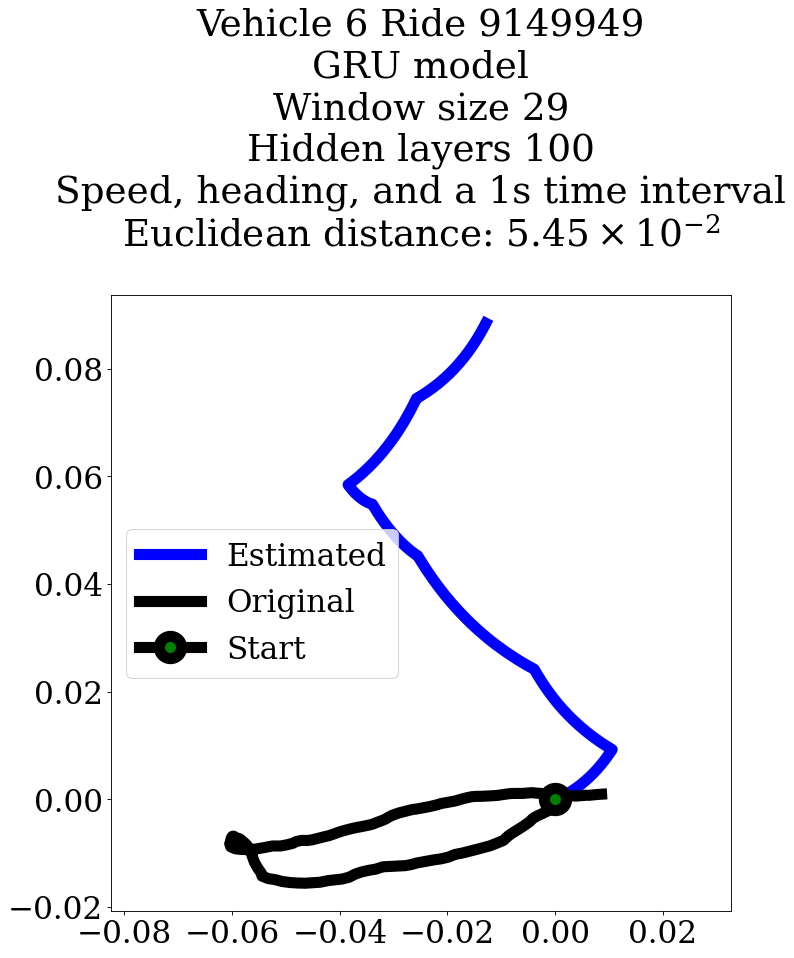 Vehicle 6 Ride 9149949
GRU model
Window size 29
Hidden layers 100
Speed, heading, and a 1s time interval
Euclidean distance: 5.45 × 10⁻²
0.08
0.06
0.04
0.02
0.00
−0.02
Estimated
Original
Start
−0.08 −0.06 −0.04 −0.02 0.00 0.02